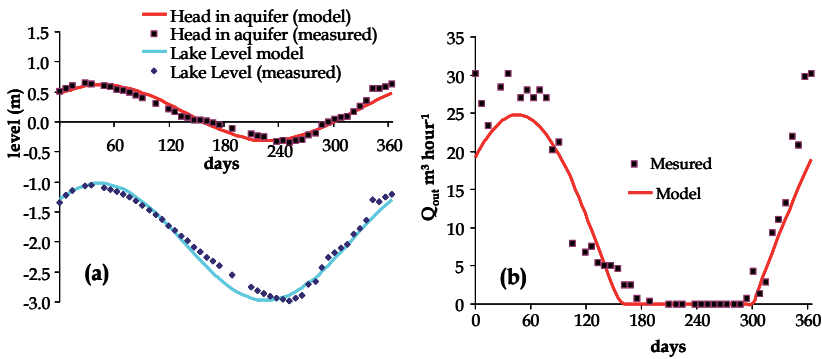 Head in aquifer (model)
Head in aquifer (measured)
Lake Level model
Lake Level (measured)
1.5
1.0
0.5
0.0
-0.5
-1.0
-1.5
-2.0
-2.5
-3.0
level (m)
60 120 180 240 300 360
days
(a)
35
30
25
20
15
10
5
0
Qout m³ hour-1
Mesured
Model
(b)
0 60 120 180 240 300 360
days